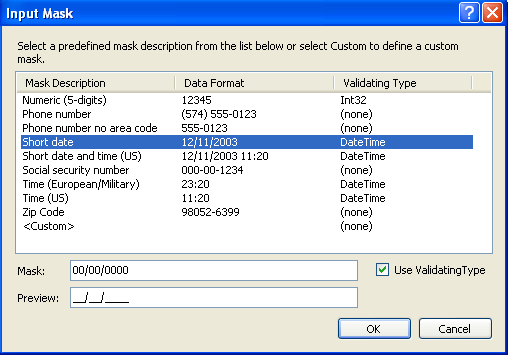 Input Mask
Select a predefined mask description from the list below or select Custom to define a custom
mask.
Mask Description Data Format Validating Type
Numeric (5-digits) 12345 Int32
Phone number (574) 555-0123 (none)
Phone number no area code 555-0123 (none)
Short date 12/11/2003 DateTime
Short date and time (US) 12/11/2003 11:20 DateTime
Social security number 000-00-1234 (none)
Time (European/Military) 23:20 DateTime
Time (US) 11:20 DateTime
Zip Code 98052-6399 (none)
<Custom> (none)
Mask: 00/00/0000 Use ValidatingType
Preview: __/__/____
OK Cancel